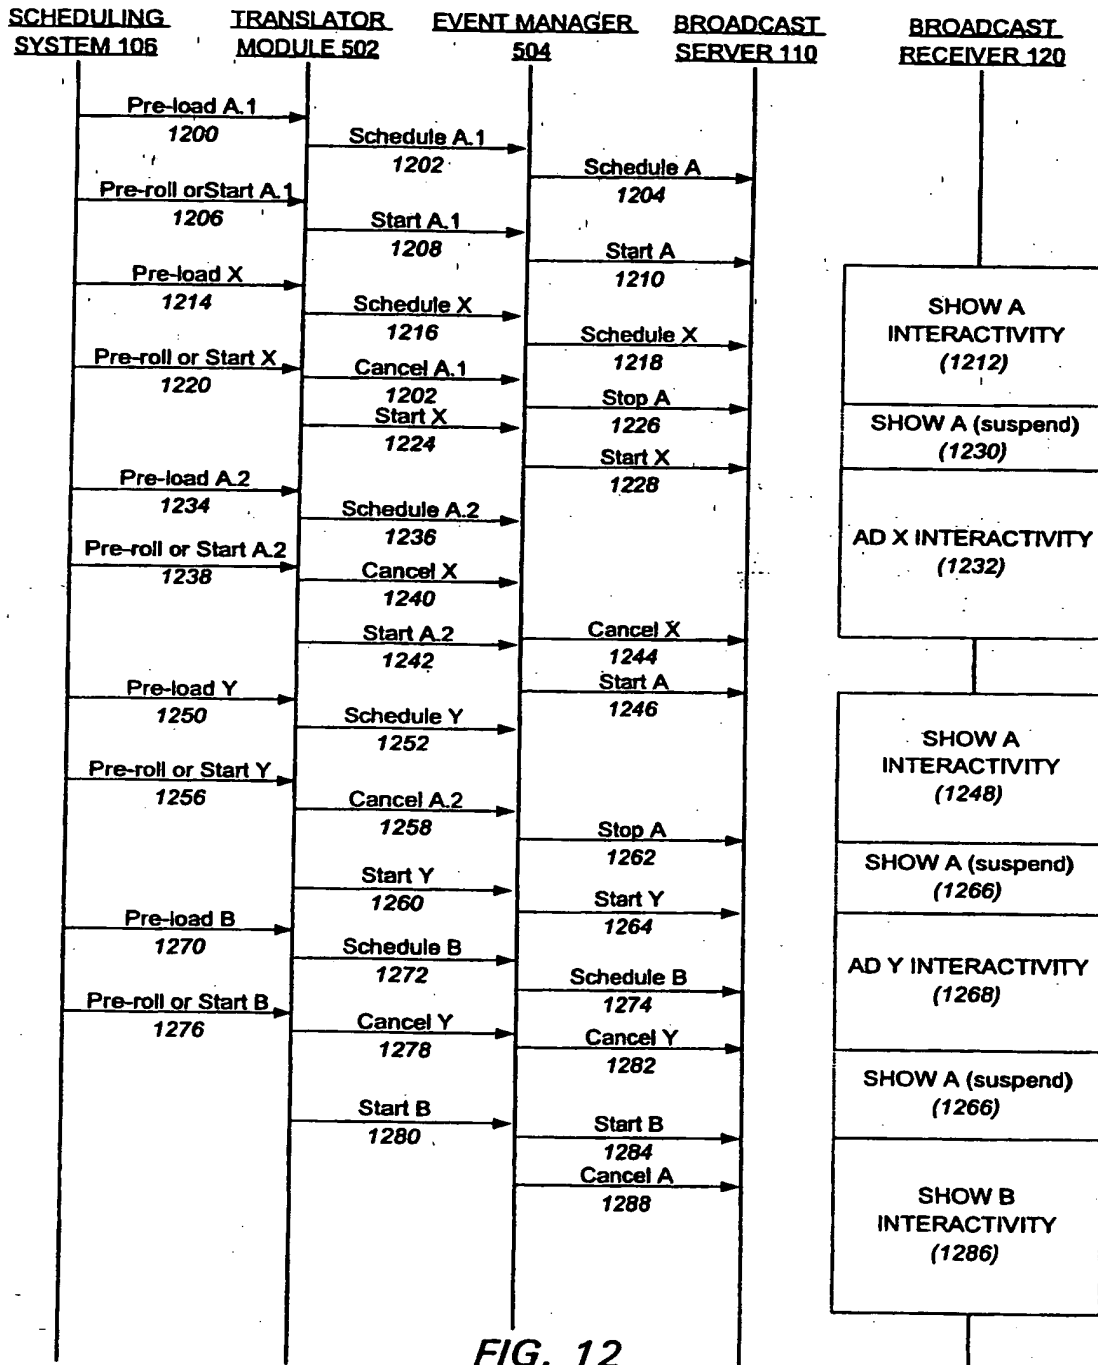 SCHEDULING
SYSTEM 106
TRANSLATOR
MODULE 502
EVENT MANAGER
504
BROADCAST
SERVER 110
BROADCAST
RECEIVER 120
Pre-load A.1
1200
Schedule A.1
1202
Schedule A
1204
Pre-roll orStart A.1
1206
Start A.1
1208
Start A
1210
Pre-load X
1214
Schedule X
1216
Schedule X
1218
SHOW A
INTERACTIVITY
(1212)
Pre-roll or Start X
1220
Cancel A.1
1202
Stop A
1226
Start X
1224
SHOW A (suspend)
(1230)
Start X
1228
Pre-load A.2
1234
Schedule A.2
1236
AD X INTERACTIVITY
(1232)
Pre-roll or Start A.2
1238
Cancel X
1240
Start A.2
1242
Cancel X
1244
Pre-load Y
1250
Start A
1246
Schedule Y
1252
SHOW A
INTERACTIVITY
(1248)
Pre-roll or Start Y
1256
Cancel A.2
1258
Stop A
1262
SHOW A (suspend)
(1266)
Start Y
1260
Start Y
1264
Pre-load B
1270
Schedule B
1272
Schedule B
1274
AD Y INTERACTIVITY
(1268)
Pre-roll or Start B
1276
Cancel Y
1278
Cancel Y
1282
SHOW A (suspend)
(1266)
Start B
1280
Start B
1284
Cancel A
1288
SHOW B
INTERACTIVITY
(1286)
FIG. 12